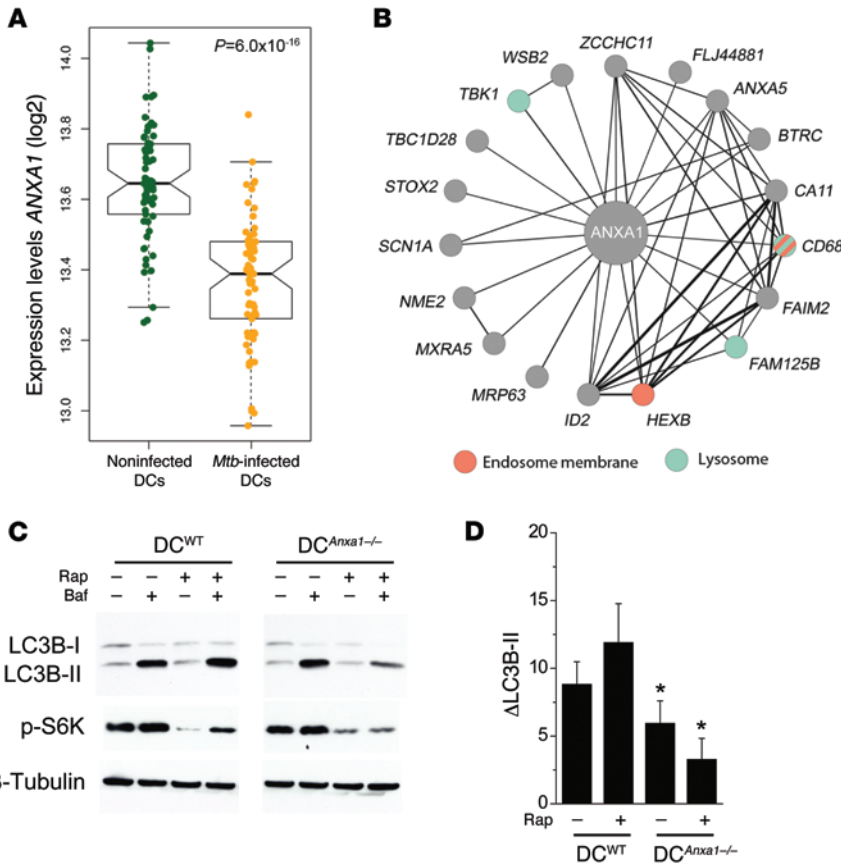 A
Expression levels ANXA1 (log2)
14.0
13.8
13.6
13.4
13.2
13.0
P=6.0x10-16
Noninfected DCs
Mtb-infected DCs
B
ZCCHC11
WSB2
FLJ44881
TBK1
ANXA5
TBC1D28
BTRC
STOX2
CA11
ANXA1
SCN1A
CD68
NME2
FAIM2
MXRA5
FAM125B
MRP63
ID2
HEXB
Endosome membrane
Lysosome
C
DCWT
DCAnxa1–/–
Rap – – + + – – + +
Baf – + – + – + – +
LC3B-I
LC3B-II
p-S6K
-Tubulin
D
ΔLC3B-II
20
15
10
5
0
* *
Rap – + – +
DCWT
DCAnxa1–/–